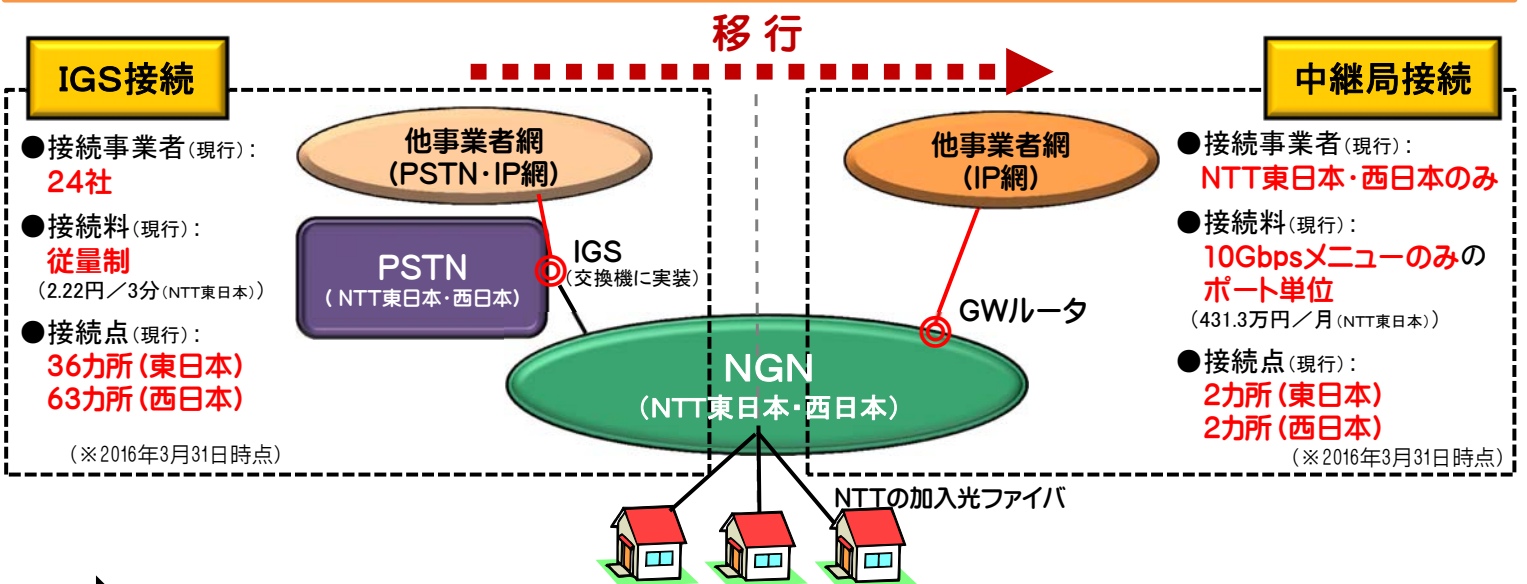 移行
IGS接続
●接続事業者(現行)：
24社
●接続料(現行)：
従量制
(2.22円／3分(NTT東日本))
●接続点(現行)：
36カ所(東日本)
63カ所(西日本)
(※2016年3月31日時点)
他事業者網
(PSTN・IP網)
PSTN
(NTT東日本・西日本)
IGS
(交換機に実装)
他事業者網
(IP網)
GWルータ
NGN
(NTT東日本・西日本)
NTTの加入光ファイバ
中継局接続
●接続事業者(現行)：
NTT東日本・西日本のみ
●接続料(現行)：
10Gbpsメニューのみの
ポート単位
(431.3万円／月(NTT東日本))
●接続点(現行)：
2カ所(東日本)
2カ所(西日本)
(※2016年3月31日時点)